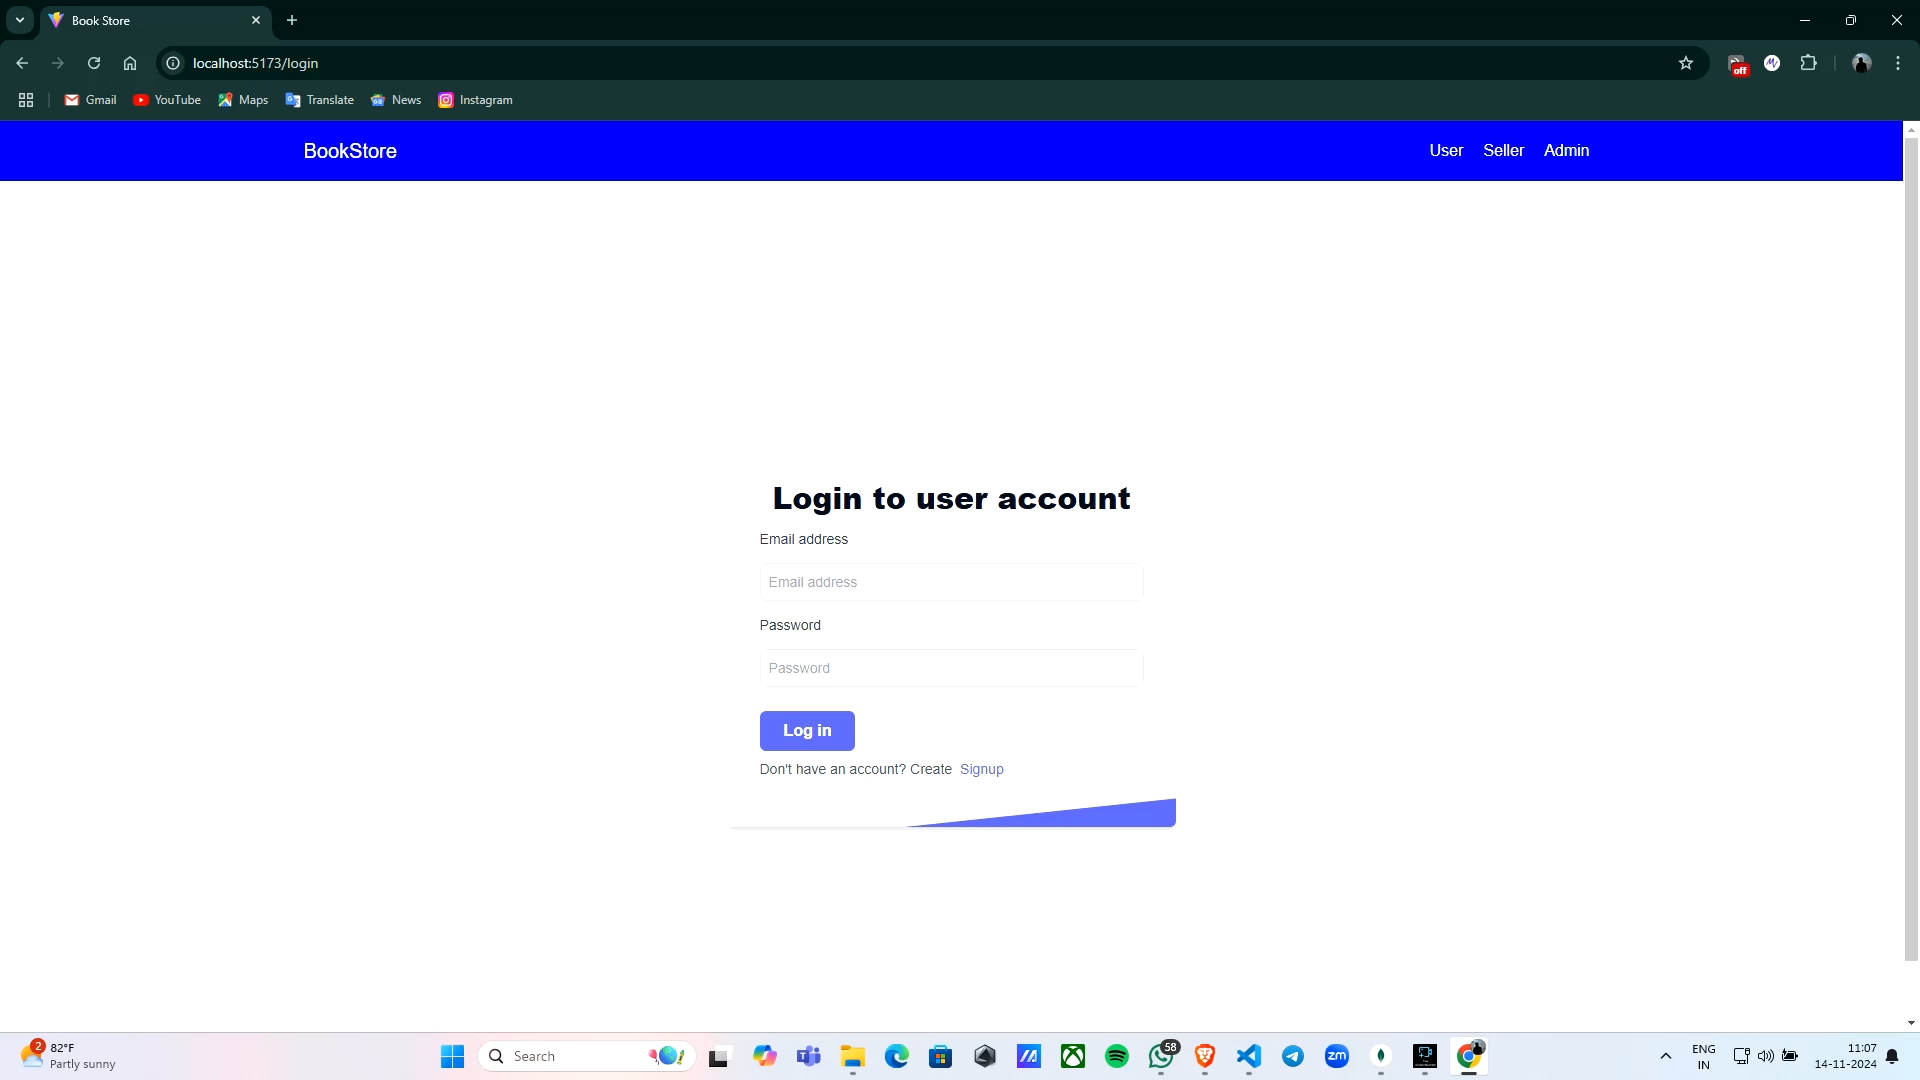 Book Store
localhost:5173/login
off
Gmail YouTube Maps Translate News Instagram
BookStore User Seller Admin
Login to user account
Email address
Email address
Password
Password
Log in
Don't have an account? Create Signup
2 82°F
Partly sunny
Search
58
zm
ENG
IN
11:07
14-11-2024